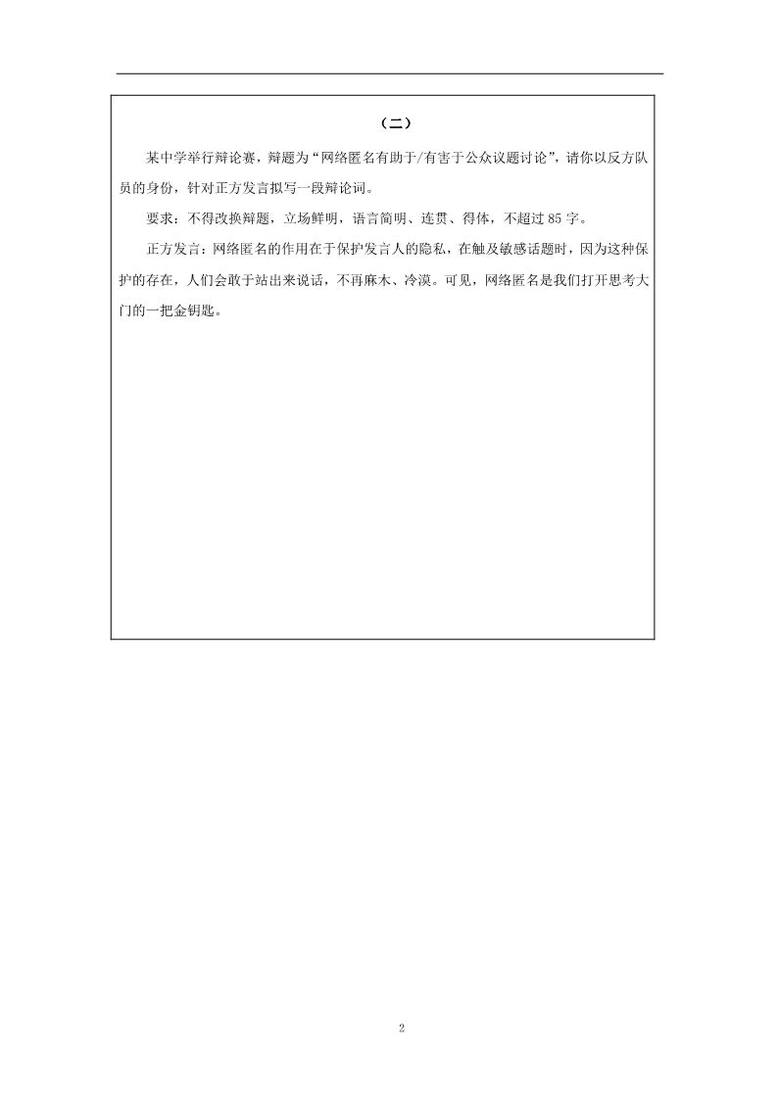 （二）
某中学举行辩论赛，辩题为“网络匿名有助于/有害于公众议题讨论”，请你以反方队
员的身份，针对正方发言拟写一段辩论词。
要求：不得改换辩题，立场鲜明，语言简明、连贯、得体，不超过 85 字。
正方发言：网络匿名的作用在于保护发言人的隐私，在触及敏感话题时，因为这种保
护的存在，人们会敢于站出来说话，不再麻木、冷漠。可见，网络匿名是我们打开思考大
门的一把金钥匙。
2